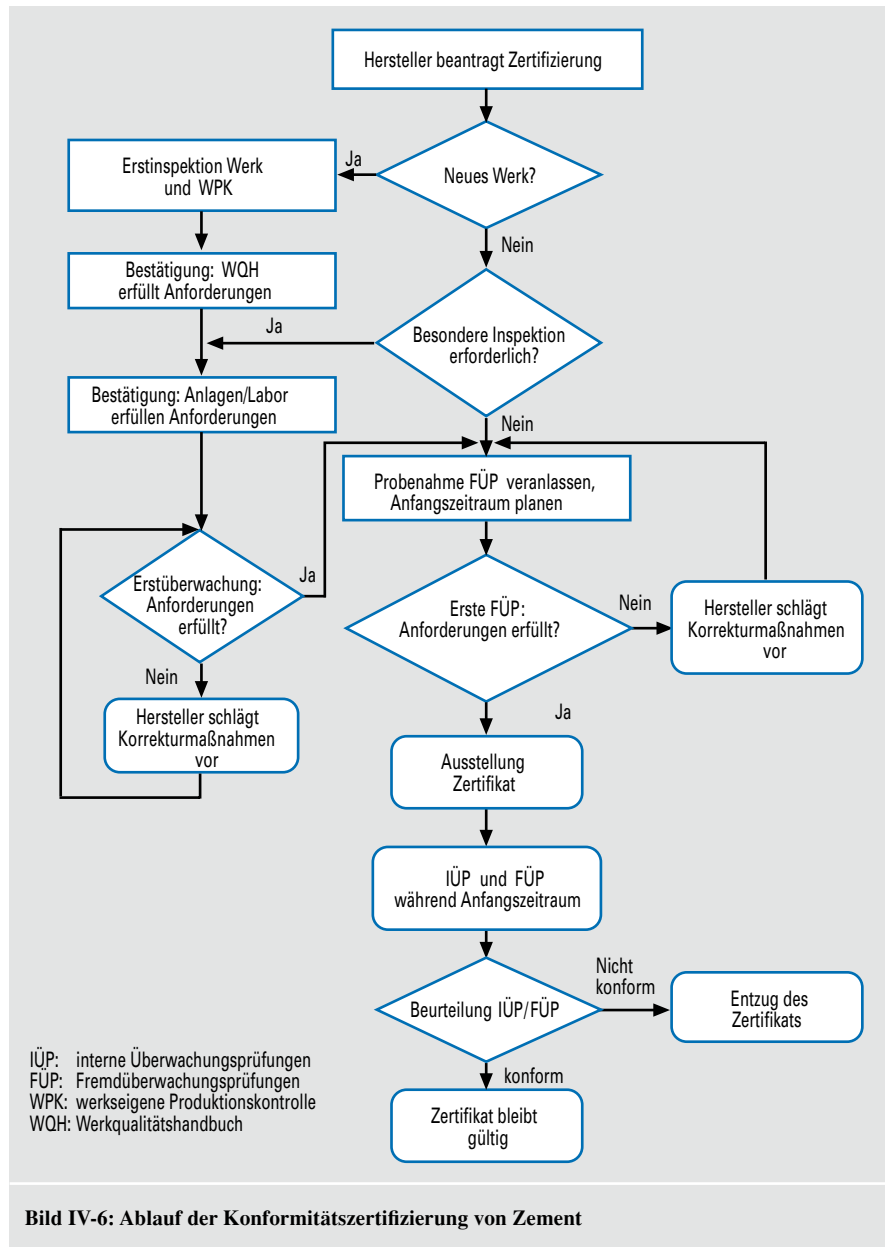 Hersteller beantragt Zertifizierung
Erstinspektion Werk
und WPK
Ja
Neues Werk?
Nein
Bestätigung: WQH
erfüllt Anforderungen
Ja
Besondere Inspektion
erforderlich?
Bestätigung: Anlagen/Labor
erfüllen Anforderungen
Nein
Probenahme FÜP veranlassen,
Anfangszeitraum planen
Erstüberwachung:
Anforderungen
erfüllt?
Ja
Erste FÜP:
Anforderungen erfüllt?
Nein
Hersteller schlägt
Korrekturmaßnahmen
vor
Nein
Hersteller schlägt
Korrekturmaßnahmen
vor
Ja
Ausstellung
Zertifikat
IÜP und FÜP
während Anfangszeitraum
Beurteilung IÜP/FÜP
Nicht
konform
Entzug des
Zertifikats
konform
Zertifikat bleibt
gültig
IÜP: interne Überwachungsprüfungen
FÜP: Fremdüberwachungsprüfungen
WPK: werkseigene Produktionskontrolle
WQH: Werkqualitätshandbuch
Bild IV-6: Ablauf der Konformitätszertifizierung von Zement